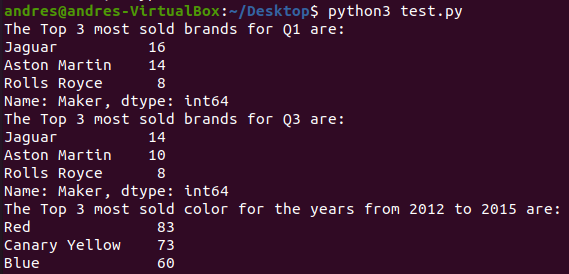 andres@andres-VirtualBox:~/Desktop$ python3 test.py
The Top 3 most sold brands for Q1 are:
Jaguar          16
Aston Martin    14
Rolls Royce      8
Name: Maker, dtype: int64
The Top 3 most sold brands for Q3 are:
Jaguar          14
Aston Martin    10
Rolls Royce      8
Name: Maker, dtype: int64
The Top 3 most sold color for the years from 2012 to 2015 are:
Red              83
Canary Yellow    73
Blue             60